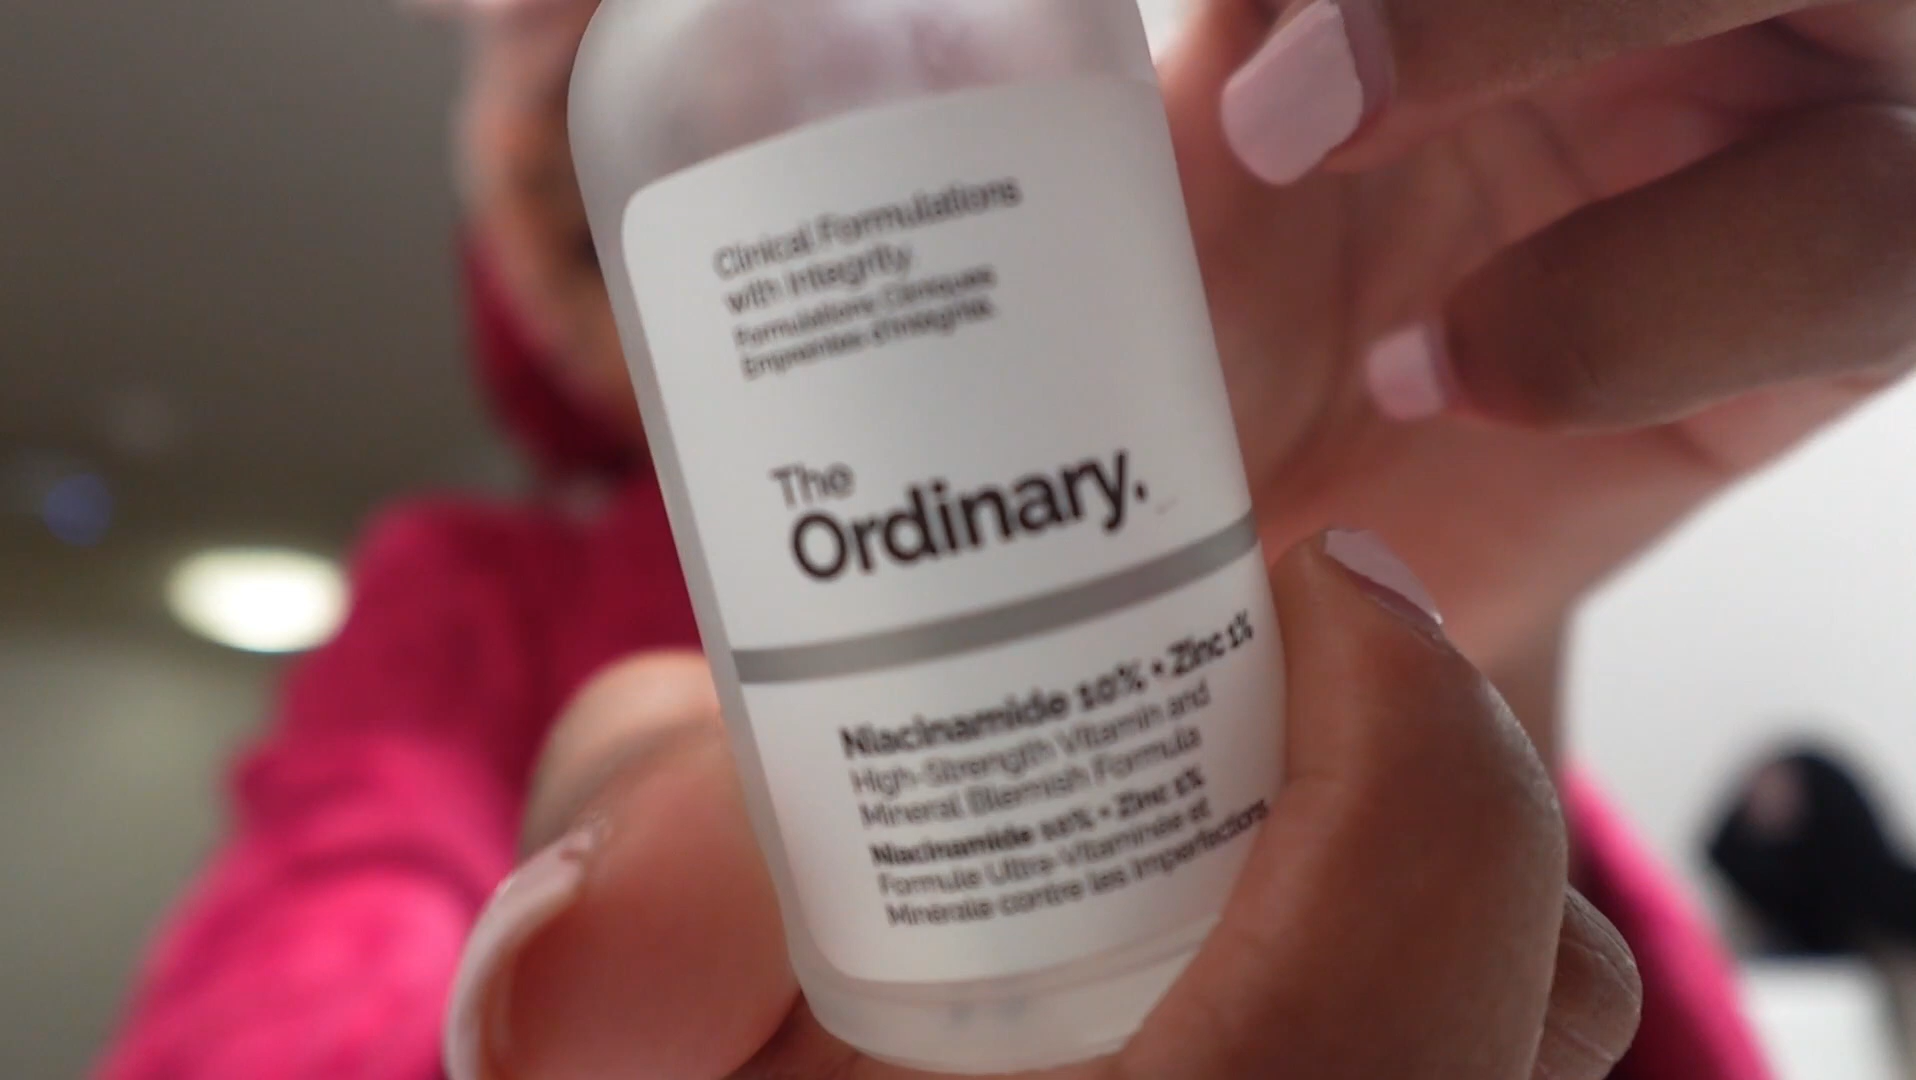 Clinical Formulations
with Integrity.
Formulations Cliniques
Empreintes d'Intégrité.
The
Ordinary.
Niacinamide 10% • Zinc 1%
High-Strength Vitamin and
Mineral Blemish Formula
Niacinamide 10% • Zinc 1%
Formule Ultra-Vitaminée et
Minérale contre les imperfections